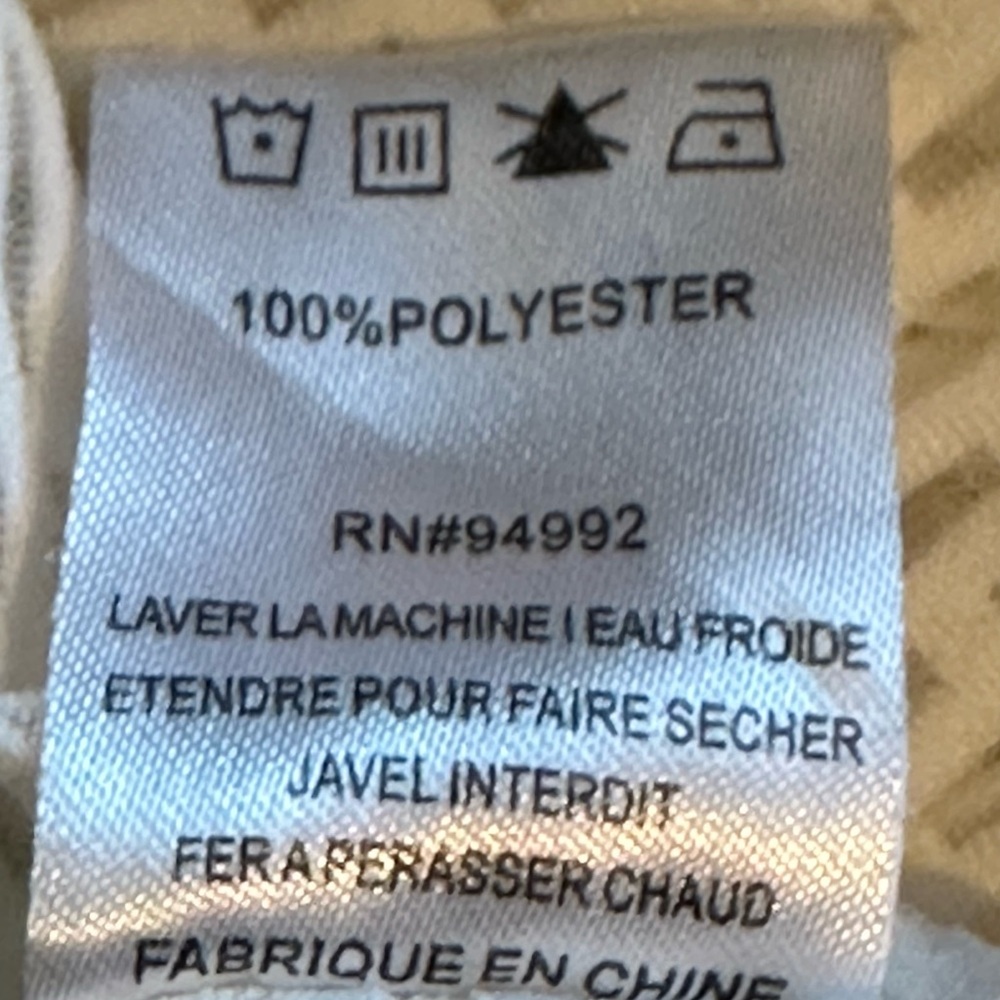 100%POLYESTER
RN#94992
LAVER LA MACHINE I EAU FROIDE
ETENDRE POUR FAIRE SECHER
JAVEL INTERDIT
FER A PERASSER CHAUD
FABRIQUE EN CHINE